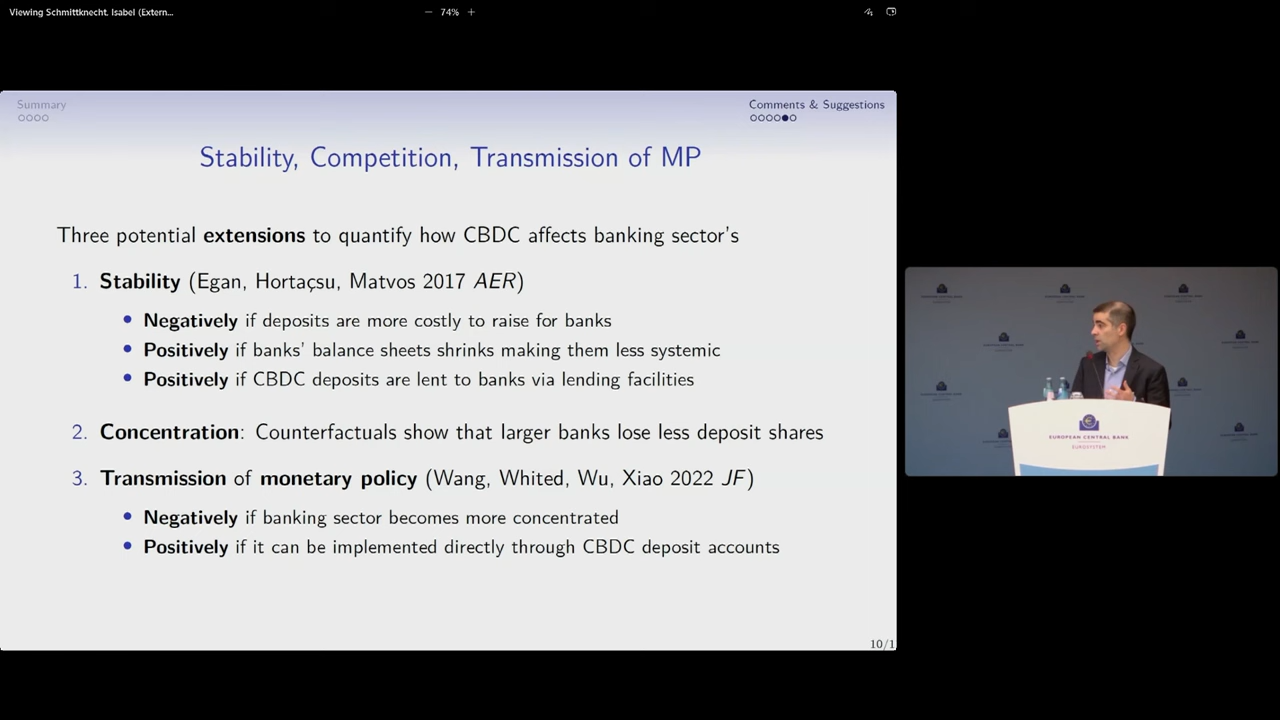 Viewing Schmittknecht, Isabel (Extern...
74%
Summary
Comments & Suggestions
Stability, Competition, Transmission of MP
Three potential extensions to quantify how CBDC affects banking sector's
1. Stability (Egan, Hortaçsu, Matvos 2017 AER)
Negatively if deposits are more costly to raise for banks
Positively if banks' balance sheets shrinks making them less systemic
Positively if CBDC deposits are lent to banks via lending facilities
2. Concentration: Counterfactuals show that larger banks lose less deposit shares
3. Transmission of monetary policy (Wang, Whited, Wu, Xiao 2022 JF)
Negatively if banking sector becomes more concentrated
Positively if it can be implemented directly through CBDC deposit accounts
10/1
EUROPEAN CENTRAL BANK
EUROSYSTEM